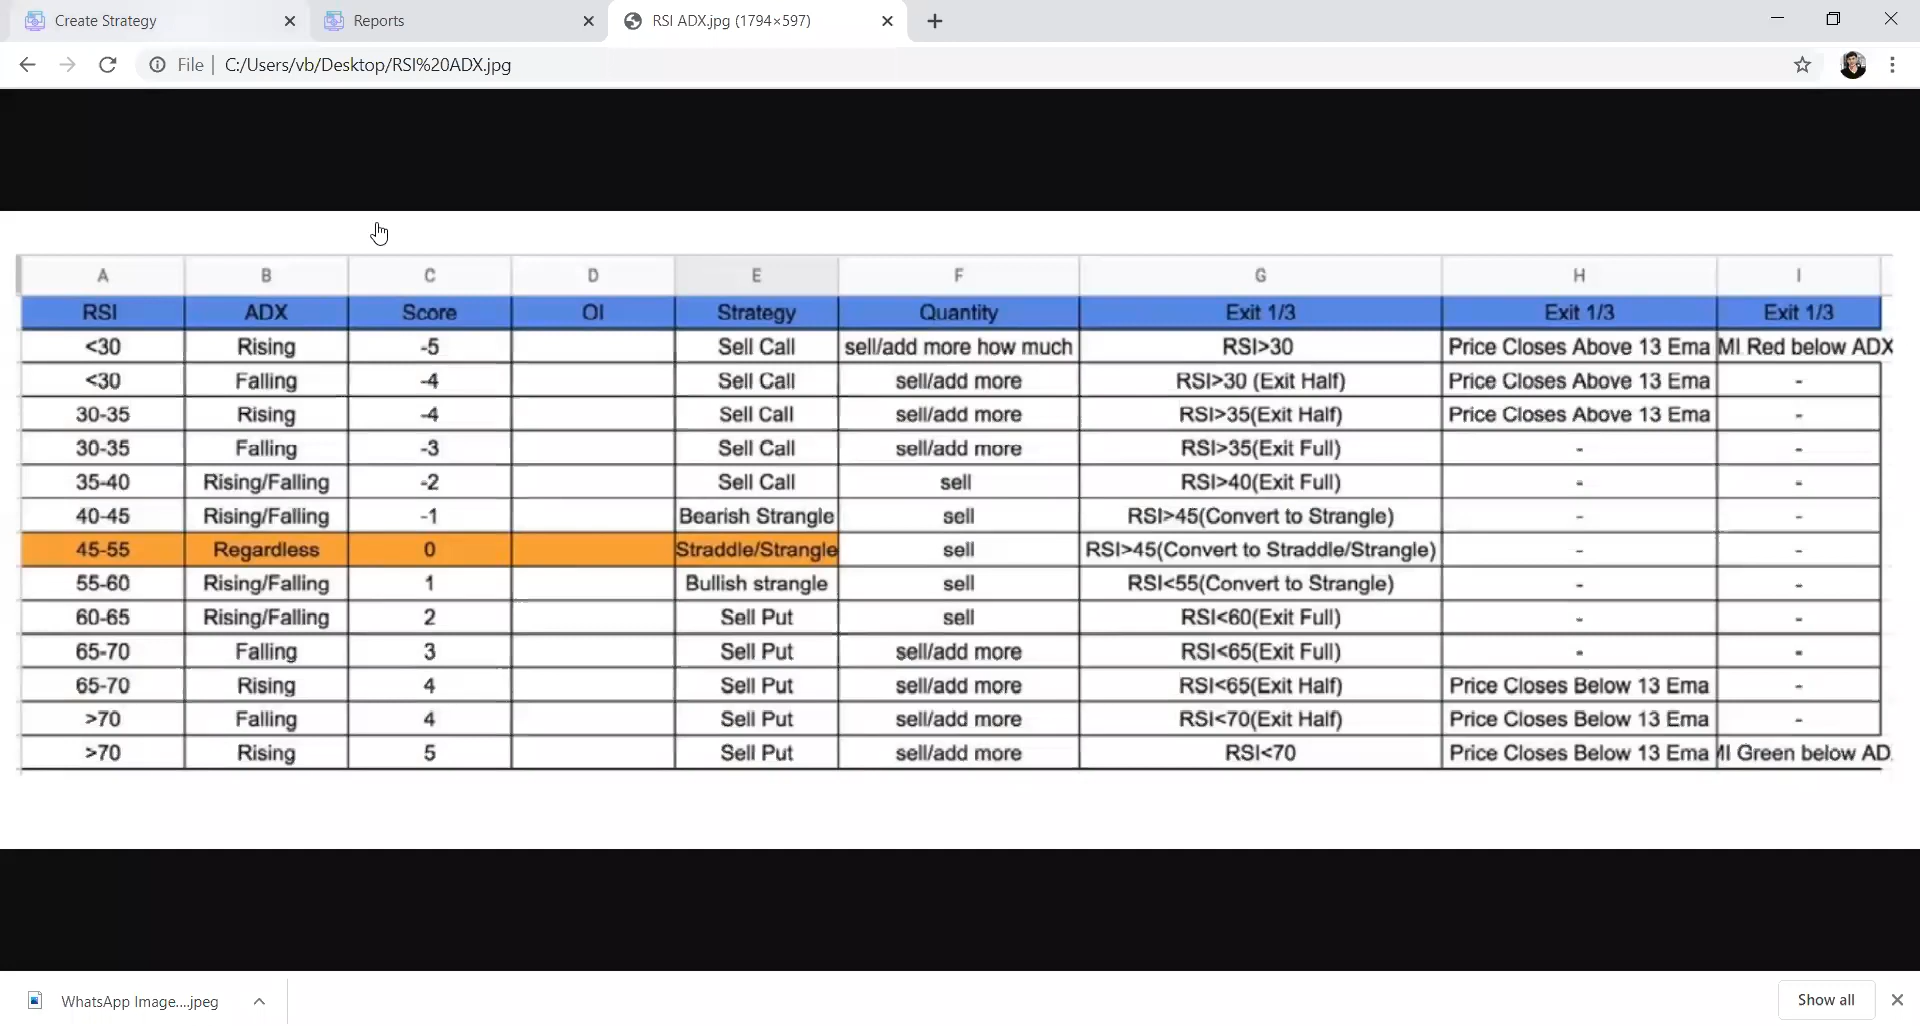 Create Strategy
Reports
RSI ADX.jpg (1794×597)
File
C:/Users/vb/Desktop/RSI%20ADX.jpg
A B C D E F G H I
RSI ADX Score OI Strategy Quantity Exit 1/3 Exit 1/3 Exit 1/3
<30 Rising -5 Sell Call sell/add more how much RSI>30 Price Closes Above 13 Ema MI Red below ADX
<30 Falling -4 Sell Call sell/add more RSI>30 (Exit Half) Price Closes Above 13 Ema -
30-35 Rising -4 Sell Call sell/add more RSI>35(Exit Half) Price Closes Above 13 Ema -
30-35 Falling -3 Sell Call sell/add more RSI>35(Exit Full) - -
35-40 Rising/Falling -2 Sell Call sell RSI>40(Exit Full) - -
40-45 Rising/Falling -1 Bearish Strangle sell RSI>45(Convert to Strangle) - -
45-55 Regardless 0 Straddle/Strangle sell RSI>45(Convert to Straddle/Strangle) - -
55-60 Rising/Falling 1 Bullish strangle sell RSI<55(Convert to Strangle) - -
60-65 Rising/Falling 2 Sell Put sell RSI<60(Exit Full) - -
65-70 Falling 3 Sell Put sell/add more RSI<65(Exit Full) - -
65-70 Rising 4 Sell Put sell/add more RSI<65(Exit Half) Price Closes Below 13 Ema -
>70 Falling 4 Sell Put sell/add more RSI<70(Exit Half) Price Closes Below 13 Ema -
>70 Rising 5 Sell Put sell/add more RSI<70 Price Closes Below 13 Ema MI Green below AD
WhatsApp Image....jpeg
Show all